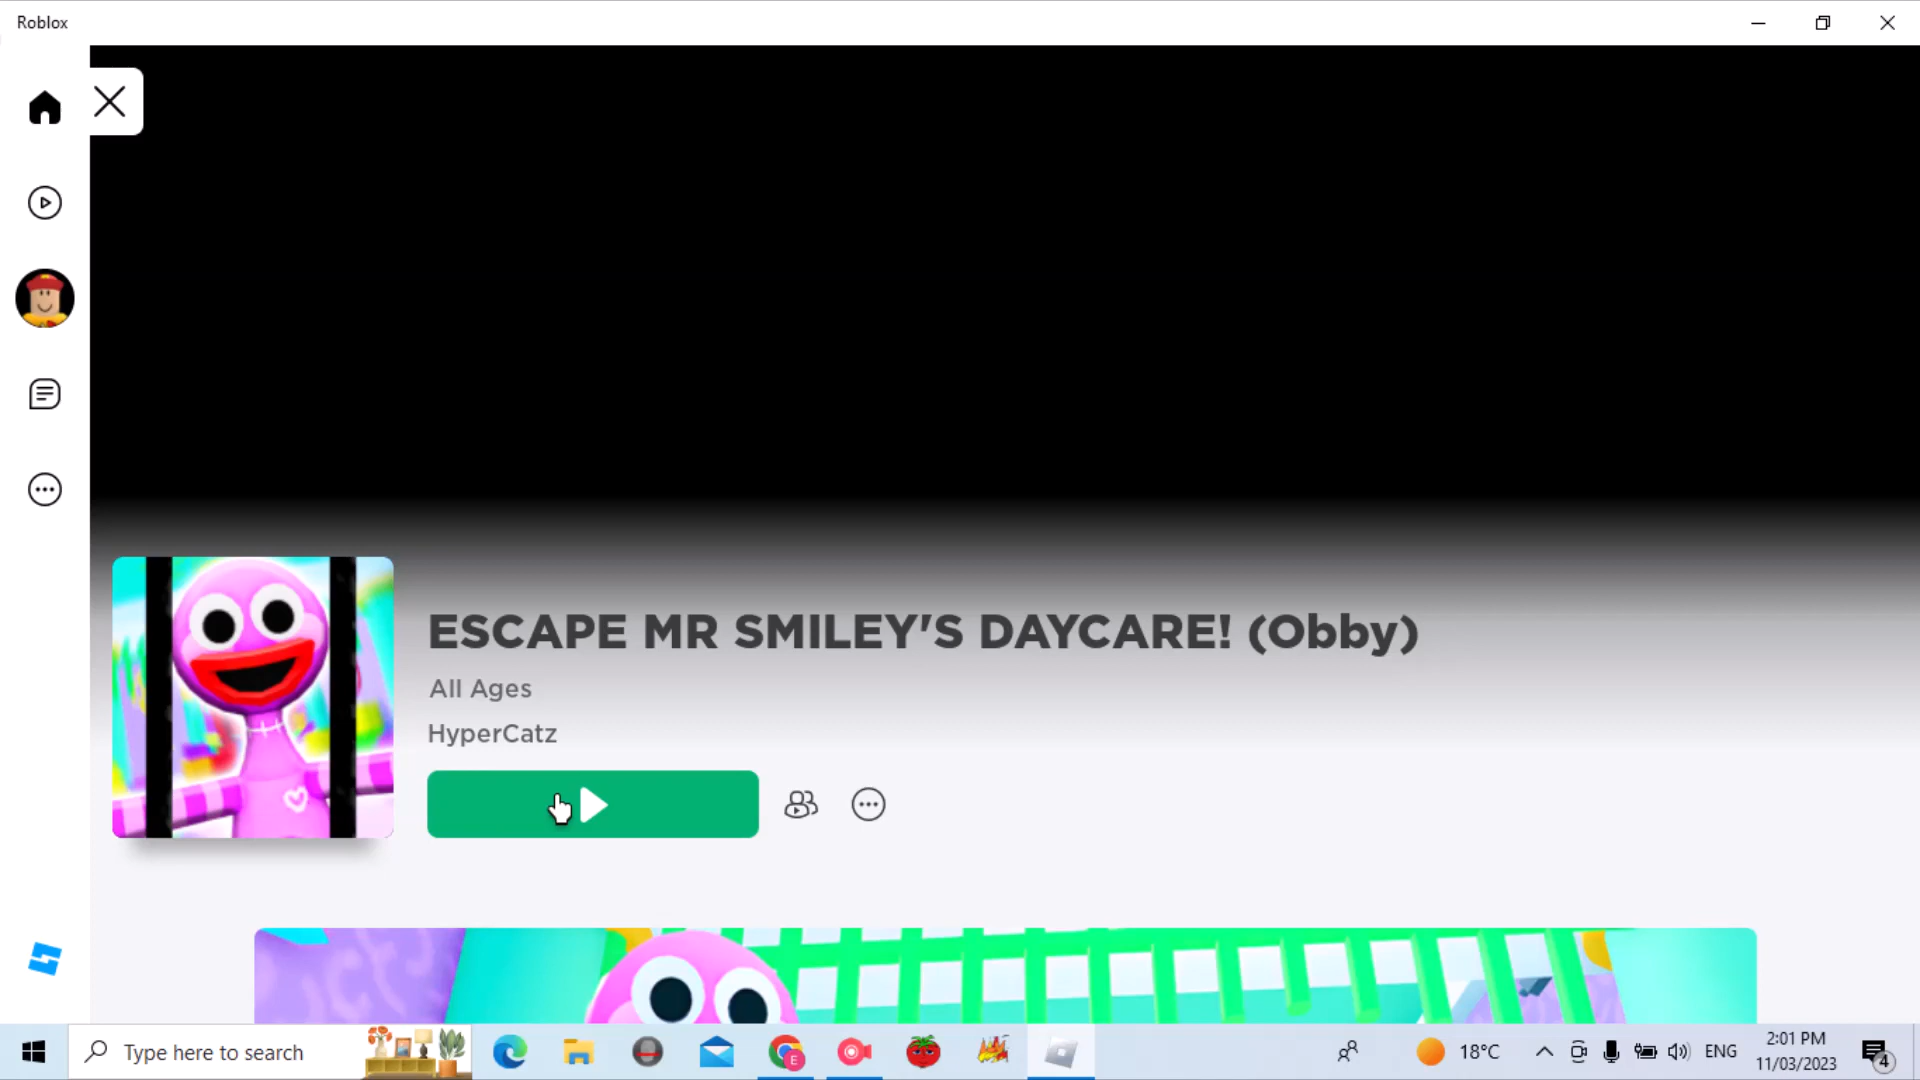 Roblox
ESCAPE MR SMILEY'S DAYCARE! (Obby)
All Ages
HyperCatz
Type here to search
E
18°C
ENG
2:01 PM
11/03/2023
4